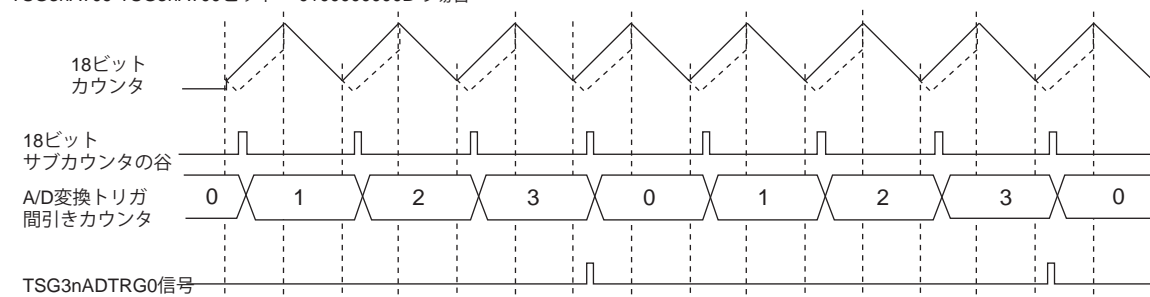 18ビット
カウンタ
18ビット
サブカウンタの谷
A/D変換トリガ
間引きカウンタ
0 1 2 3 0 1 2 3 0
TSG3nADTRG0信号